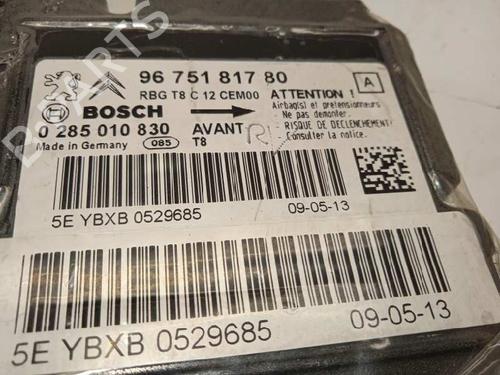 96 751 817 80
A
RBG T8 C 12 CEM00 ATTENTION !
BOSCH
Airbag(s) et pretensionneurs
Ne pas demonter.
0 285 010 830 AVANT R
RISQUE DE DECLENCHEMENT
Made in Germany 085 T8
Consulter la notice.
5E YBXB 0529685 09-05-13
5E YBXB 0529685 09-05-13